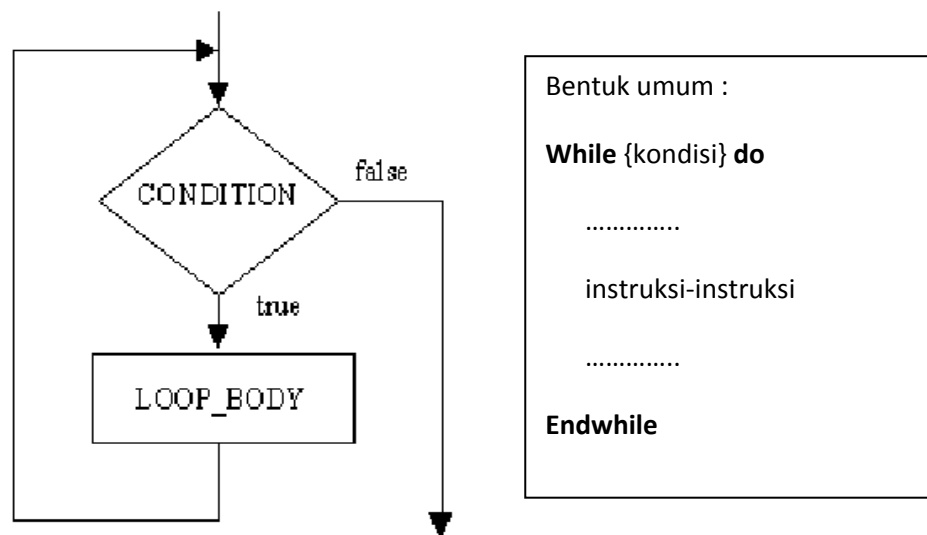 CONDITION
false
true
LOOP_BODY
Bentuk umum :
While {kondisi} do
…………..
instruksi-instruksi
…………..
Endwhile